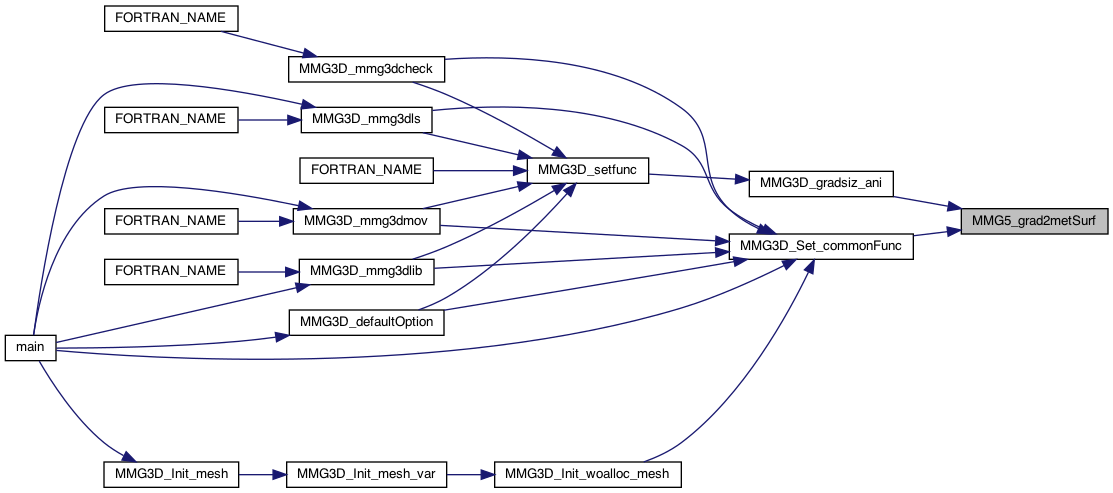 FORTRAN_NAME
MMG3D_mmg3dcheck
FORTRAN_NAME
MMG3D_mmg3dls
MMG3D_setfunc
FORTRAN_NAME
MMG3D_gradsiz_ani
FORTRAN_NAME
MMG3D_mmg3dmov
MMG5_grad2metSurf
MMG3D_Set_commonFunc
FORTRAN_NAME
MMG3D_mmg3dlib
MMG3D_defaultOption
main
MMG3D_Init_mesh
MMG3D_Init_mesh_var
MMG3D_Init_woalloc_mesh